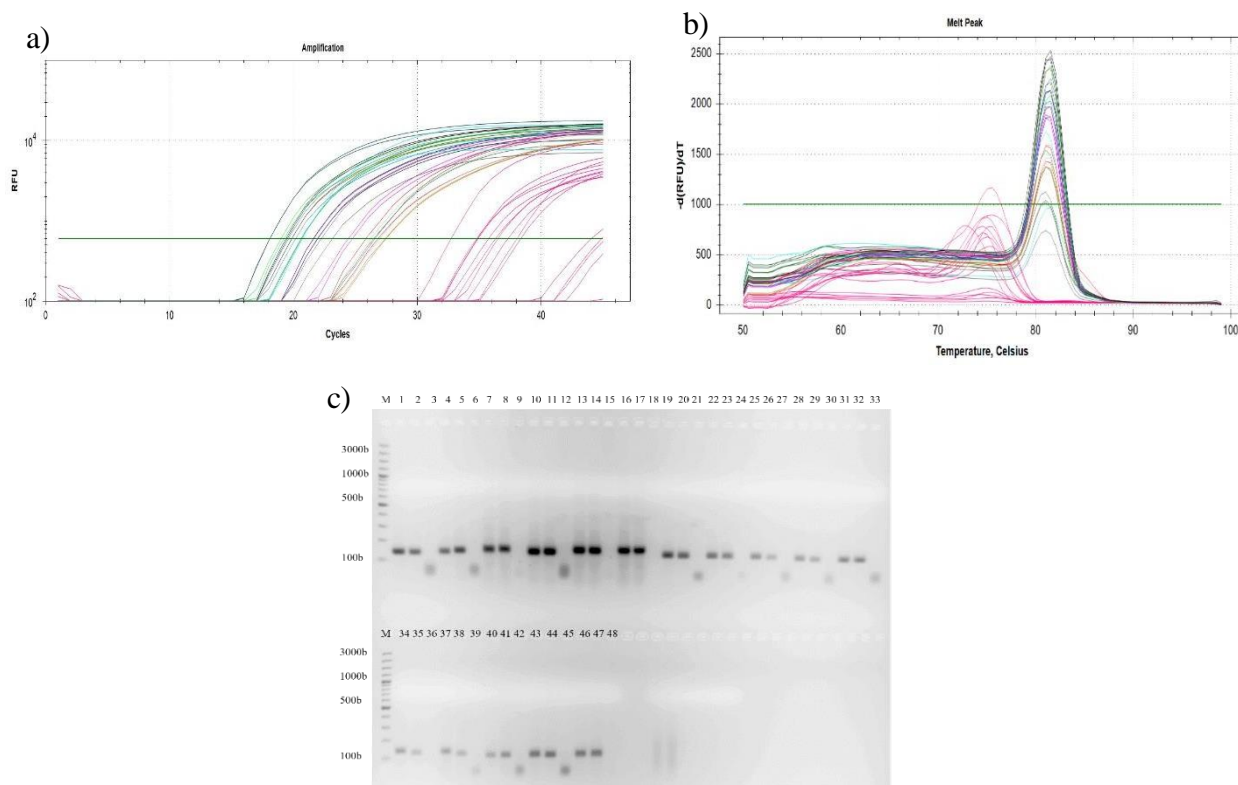 a)
Amplification
RFU
10^4
10^2
0 10 20 30 40
Cycles
b)
Melt Peak
-d(RFU)/dT
2500
2000
1500
1000
500
0
50 60 70 80 90 100
Temperature, Celsius
c)
M 1 2 3 4 5 6 7 8 9 10 11 12 13 14 15 16 17 18 19 20 21 22 23 24 25 26 27 28 29 30 31 32 33
3000b
1000b
500b
100b
M 34 35 36 37 38 39 40 41 42 43 44 45 46 47 48
3000b
1000b
500b
100b